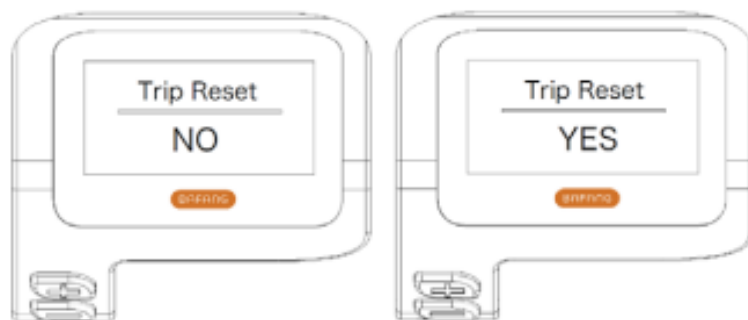 Trip Reset
NO
BAFANG
Trip Reset
YES
BAFANG